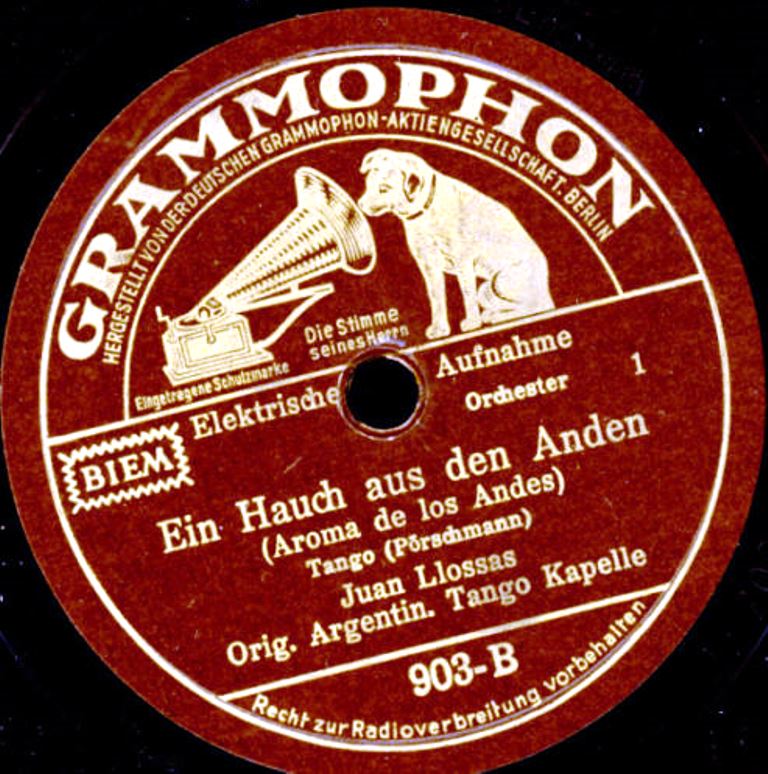 GRAMMOPHON
HERGESTELLT VON DER DEUTSCHEN GRAMMOPHON-AKTIENGESELLSCHAFT. BERLIN
Die Stimme
seines Herrn
Eingetragene Schutzmarke
Elektrische Aufnahme
Orchester 1
BIEM
Ein Hauch aus den Anden
(Aroma de los Andes)
Tango (Pörschmann)
Juan Llossas
Orig. Argentin. Tango Kapelle
903-B
Recht zur Radioverbreitung vorbehalten